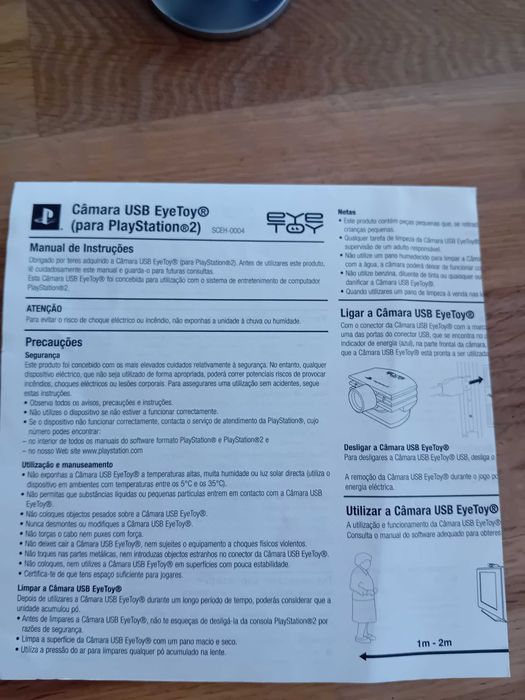 Câmara USB EyeToy®
(para PlayStation®2) SCEH-0004
EYE
TOY
Manual de Instruções
Obrigado por teres adquirido a Câmara USB EyeToy® (para PlayStation®2). Antes de utilizares este produto,
lê cuidadosamente este manual e guarda-o para futuras consultas.
Esta Câmara USB EyeToy® foi concebida para utilização com o sistema de entretenimento de computador
PlayStation®2.
ATENÇÃO
Para evitar o risco de choque eléctrico ou incêndio, não exponhas a unidade à chuva ou humidade.
Precauções
Segurança
Este produto foi concebido com os mais elevados cuidados relativamente à segurança. No entanto, qualquer
dispositivo eléctrico, que não seja utilizado de forma apropriada, poderá correr potenciais riscos de provocar
incêndios, choques eléctricos ou lesões corporais. Para assegurares uma utilização sem acidentes, segue
estas instruções.
• Observa todos os avisos, precauções e instruções.
• Não utilizes o dispositivo se não estiver a funcionar correctamente.
• Se o dispositivo não funcionar correctamente, contacta o serviço de atendimento da PlayStation®, cujo
número podes encontrar:
– no interior de todos os manuais do software formato PlayStation® e PlayStation®2 e
– no nosso Web site www.playstation.com
Utilização e manuseamento
• Não exponhas a Câmara USB EyeToy® a temperaturas altas, muita humidade ou luz solar directa (utiliza o
dispositivo em ambientes com temperaturas entre os 5°C e os 35°C).
• Não permitas que substâncias líquidas ou pequenas partículas entrem em contacto com a Câmara USB
EyeToy®.
• Não coloques objectos pesados sobre a Câmara USB EyeToy®.
• Nunca desmontes ou modifiques a Câmara USB EyeToy®.
• Não torças o cabo nem puxes com força.
• Não deixes cair a Câmara USB EyeToy®, nem sujeites o equipamento a choques físicos violentos.
• Não toques nas partes metálicas, nem introduzas objectos estranhos no conector da Câmara USB EyeToy®.
• Não coloques, nem utilizes a Câmara USB EyeToy® em superfícies com pouca estabilidade.
• Certifica-te de que tens espaço suficiente para jogares.
Limpar a Câmara USB EyeToy®
Depois de utilizares a Câmara USB EyeToy® durante um longo período de tempo, poderás considerar que a
unidade acumulou pó.
• Antes de limpares a Câmara USB EyeToy®, não te esqueças de desligá-la da consola PlayStation®2 por
razões de segurança.
• Limpa a superfície da Câmara USB EyeToy® com um pano macio e seco.
• Utiliza a pressão do ar para limpares qualquer pó acumulado na lente.
Notas
• Este produto contém peças pequenas que, se
crianças pequenas.
• Qualquer tarefa de limpeza da Câmara USB EyeToy®
supervisão de um adulto responsável.
• Não utilize um pano humedecido para limpar a
com a água, a câmara poderá deixar de funcionar
• Não utilize benzina, diluente de tinta ou qualquer
danificar a Câmara USB EyeToy®.
• Quando utilizares um pano de limpeza à venda nas
Ligar a Câmara USB EyeToy®
Com o conector da Câmara USB EyeToy® com a
uma das portas do conector USB, que se encontra
indicador de energia (azul), na parte frontal da câmara,
que a Câmara USB EyeToy® está pronta a ser
Desligar a Câmara USB EyeToy®
Para desligares a Câmara USB EyeToy® USB, desliga o
A remoção da Câmara USB EyeToy® durante o jogo
energia eléctrica.
Utilizar a Câmara USB EyeToy®
A utilização e funcionamento da Câmara USB
Consulta o manual do software adequado para
1m - 2m